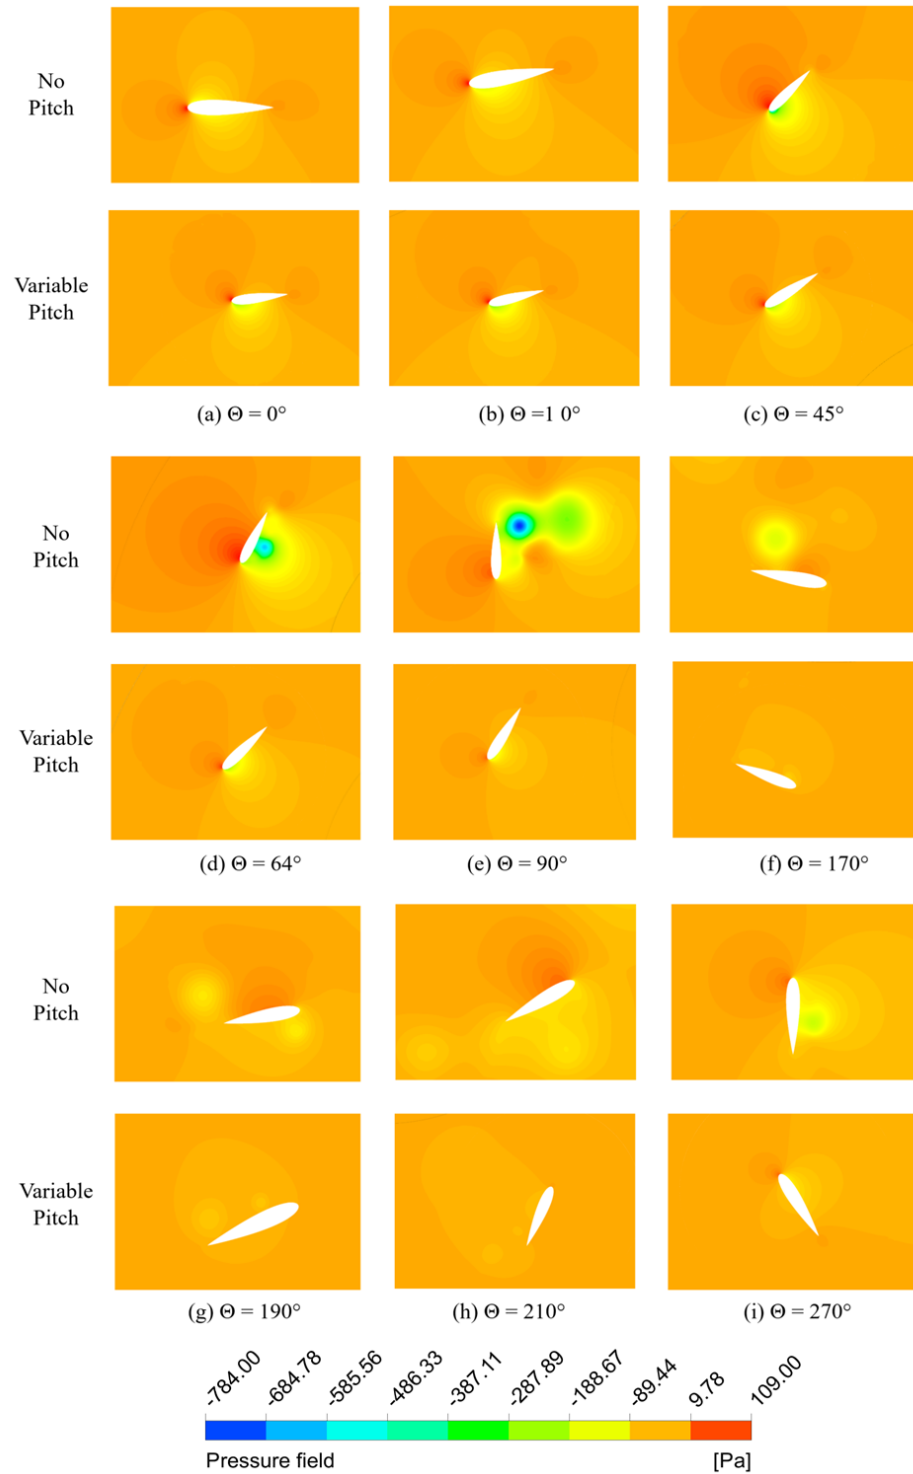 No
Pitch
Variable
Pitch
(a) Θ = 0°
(b) Θ =1 0°
(c) Θ = 45°
No
Pitch
Variable
Pitch
(d) Θ = 64°
(e) Θ = 90°
(f) Θ = 170°
No
Pitch
Variable
Pitch
(g) Θ = 190°
(h) Θ = 210°
(i) Θ = 270°
-784.00
-684.78
-585.56
-486.33
-387.11
-287.89
-188.67
-89.44
9.78
109.00
Pressure field
[Pa]